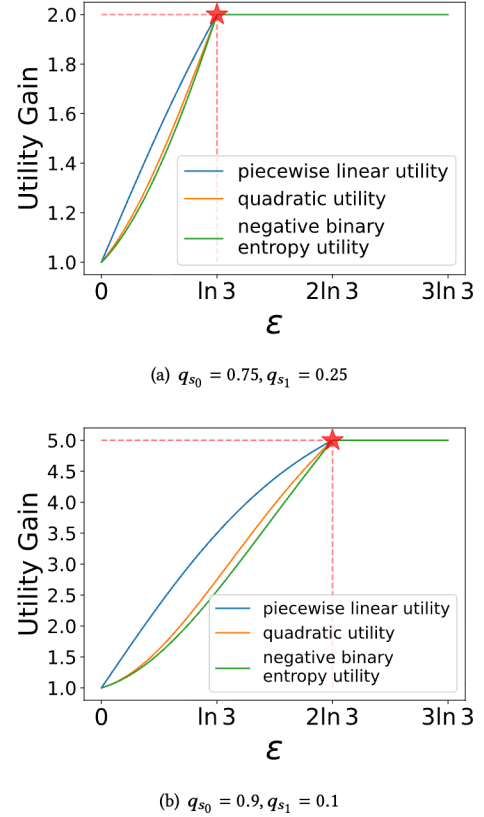 2.0
1.8
1.6
1.4
1.2
1.0
Utility Gain
piecewise linear utility
quadratic utility
negative binary
entropy utility
0 ln 3 2ln 3 3ln 3
ε
(a) q_{s_0} = 0.75, q_{s_1} = 0.25
5.0
4.5
4.0
3.5
3.0
2.5
2.0
1.5
1.0
Utility Gain
piecewise linear utility
quadratic utility
negative binary
entropy utility
0 ln 3 2ln 3 3ln 3
ε
(b) q_{s_0} = 0.9, q_{s_1} = 0.1